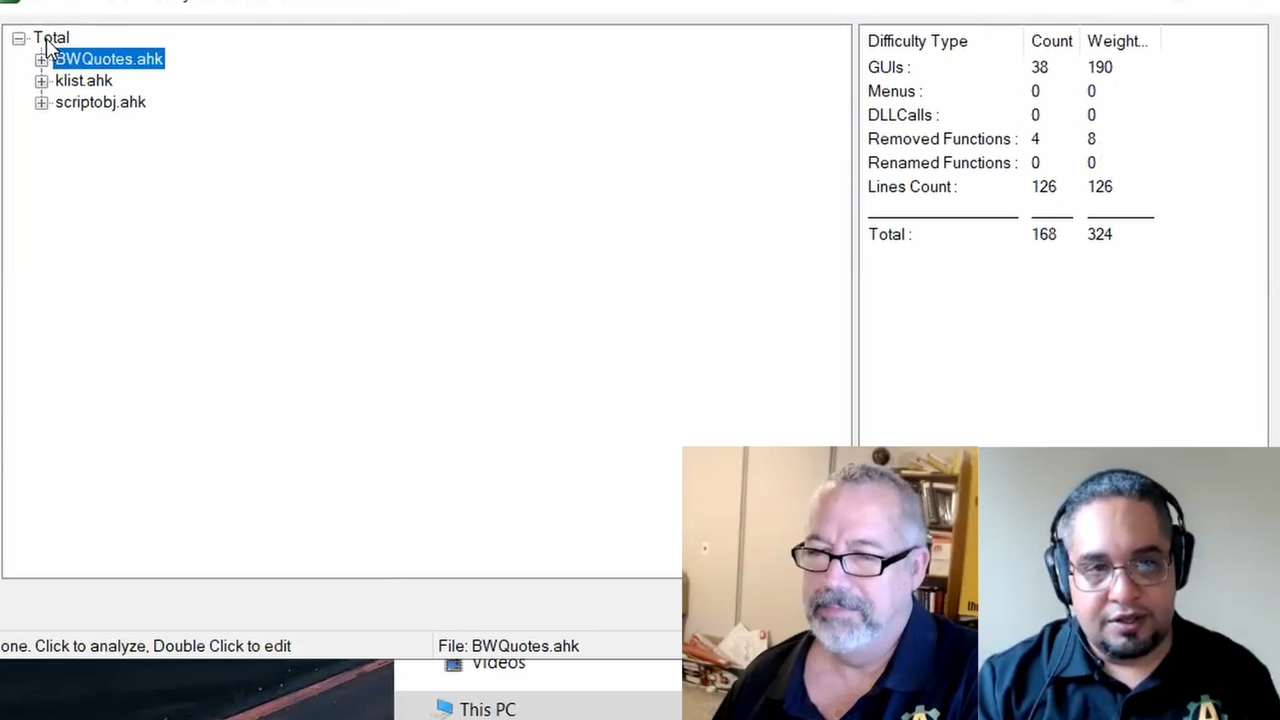 Total
BWQuotes.ahk
klist.ahk
scriptobj.ahk
Difficulty Type Count Weight...
GUIs : 38 190
Menus : 0 0
DLLCalls : 0 0
Removed Functions : 4 8
Renamed Functions : 0 0
Lines Count : 126 126
Total : 168 324
one. Click to analyze, Double Click to edit
File: BWQuotes.ahk
Videos
This PC